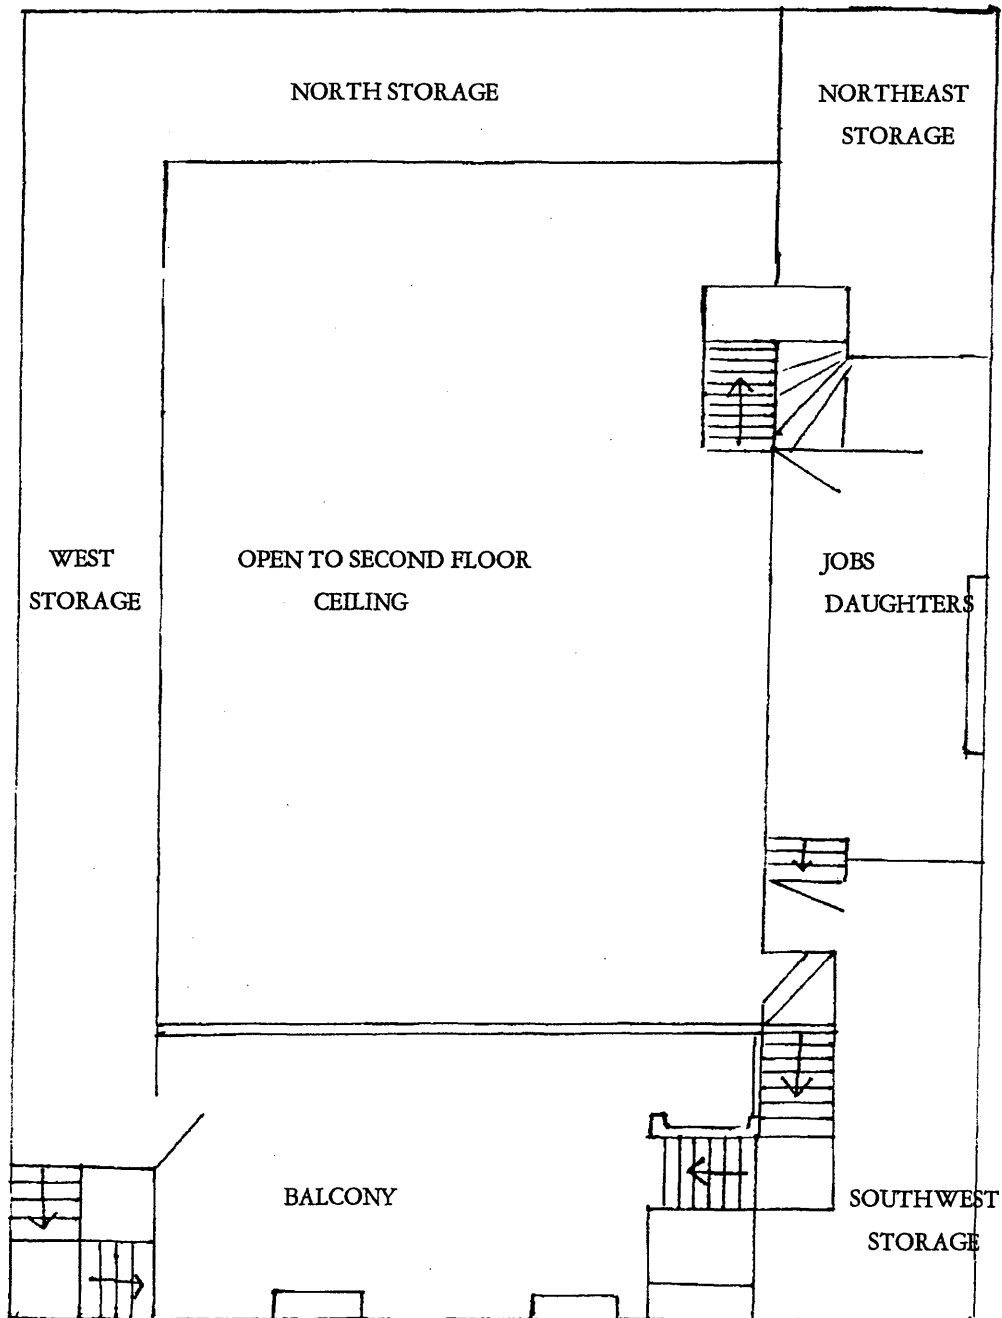 NORTH STORAGE
NORTHEAST
STORAGE
WEST
STORAGE
OPEN TO SECOND FLOOR
CEILING
JOBS
DAUGHTERS
BALCONY
SOUTHWEST
STORAGE